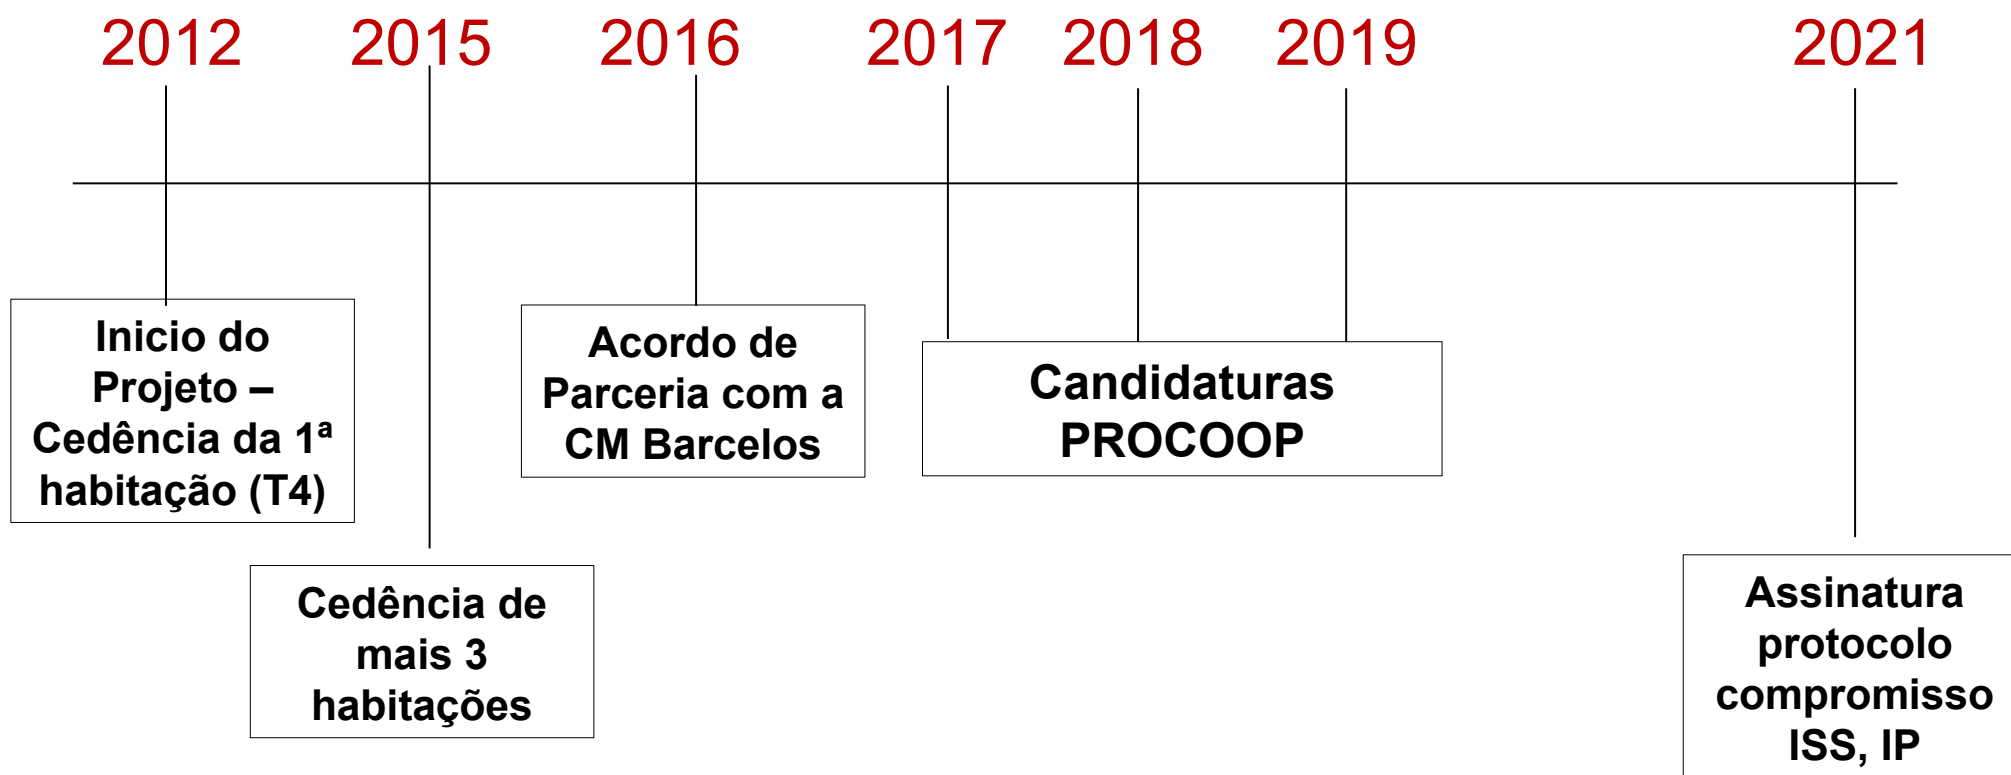 2012 2015 2016 2017 2018 2019 2021
Inicio do
Projeto –
Cedência da 1ª
habitação (T4)
Cedência de
mais 3
habitações
Acordo de
Parceria com a
CM Barcelos
Candidaturas
PROCOOP
Assinatura
protocolo
compromisso
ISS, IP